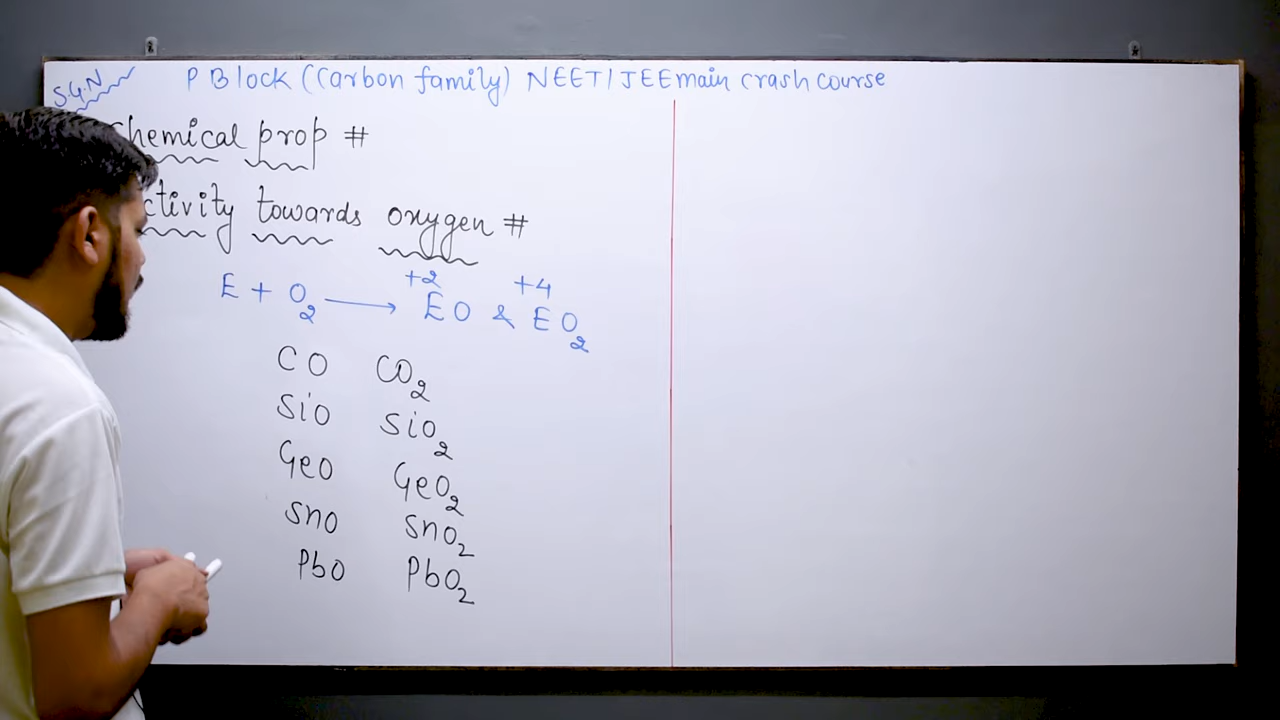 S.G.N
P Block (Carbon family) NEET/JEE main crash course
hemical prop #
ctivity towards oxygen #
E + O₂ ⟶ EO & EO₂
+2 +4
CO CO₂
SiO SiO₂
GeO GeO₂
SnO SnO₂
PbO PbO₂